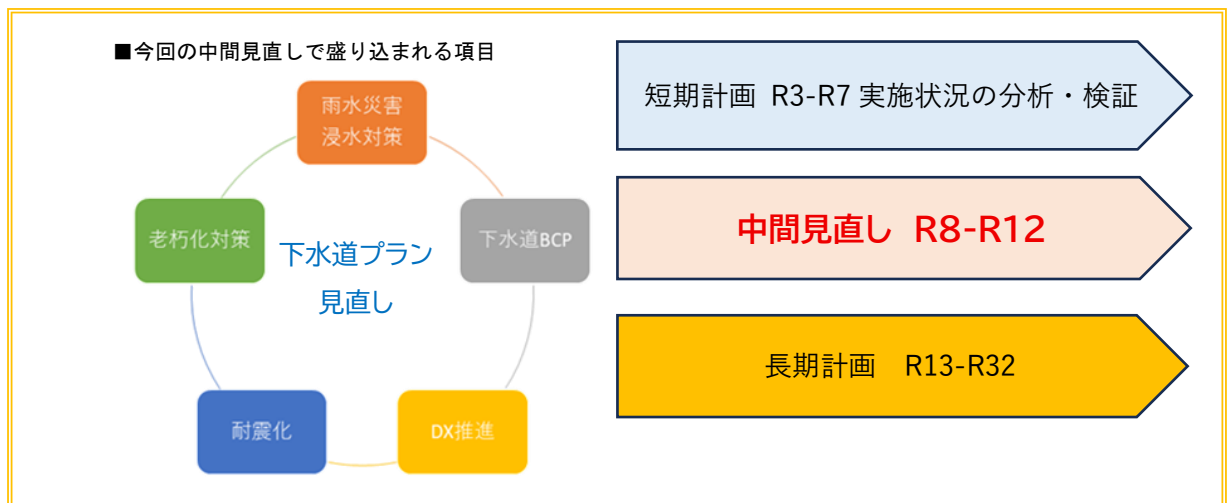 ■今回の中間見直しで盛り込まれる項目
雨水災害
浸水対策
老朽化対策
下水道BCP
下水道プラン
見直し
耐震化
DX推進
短期計画 R3-R7 実施状況の分析・検証
中間見直し R8-R12
長期計画 R13-R32